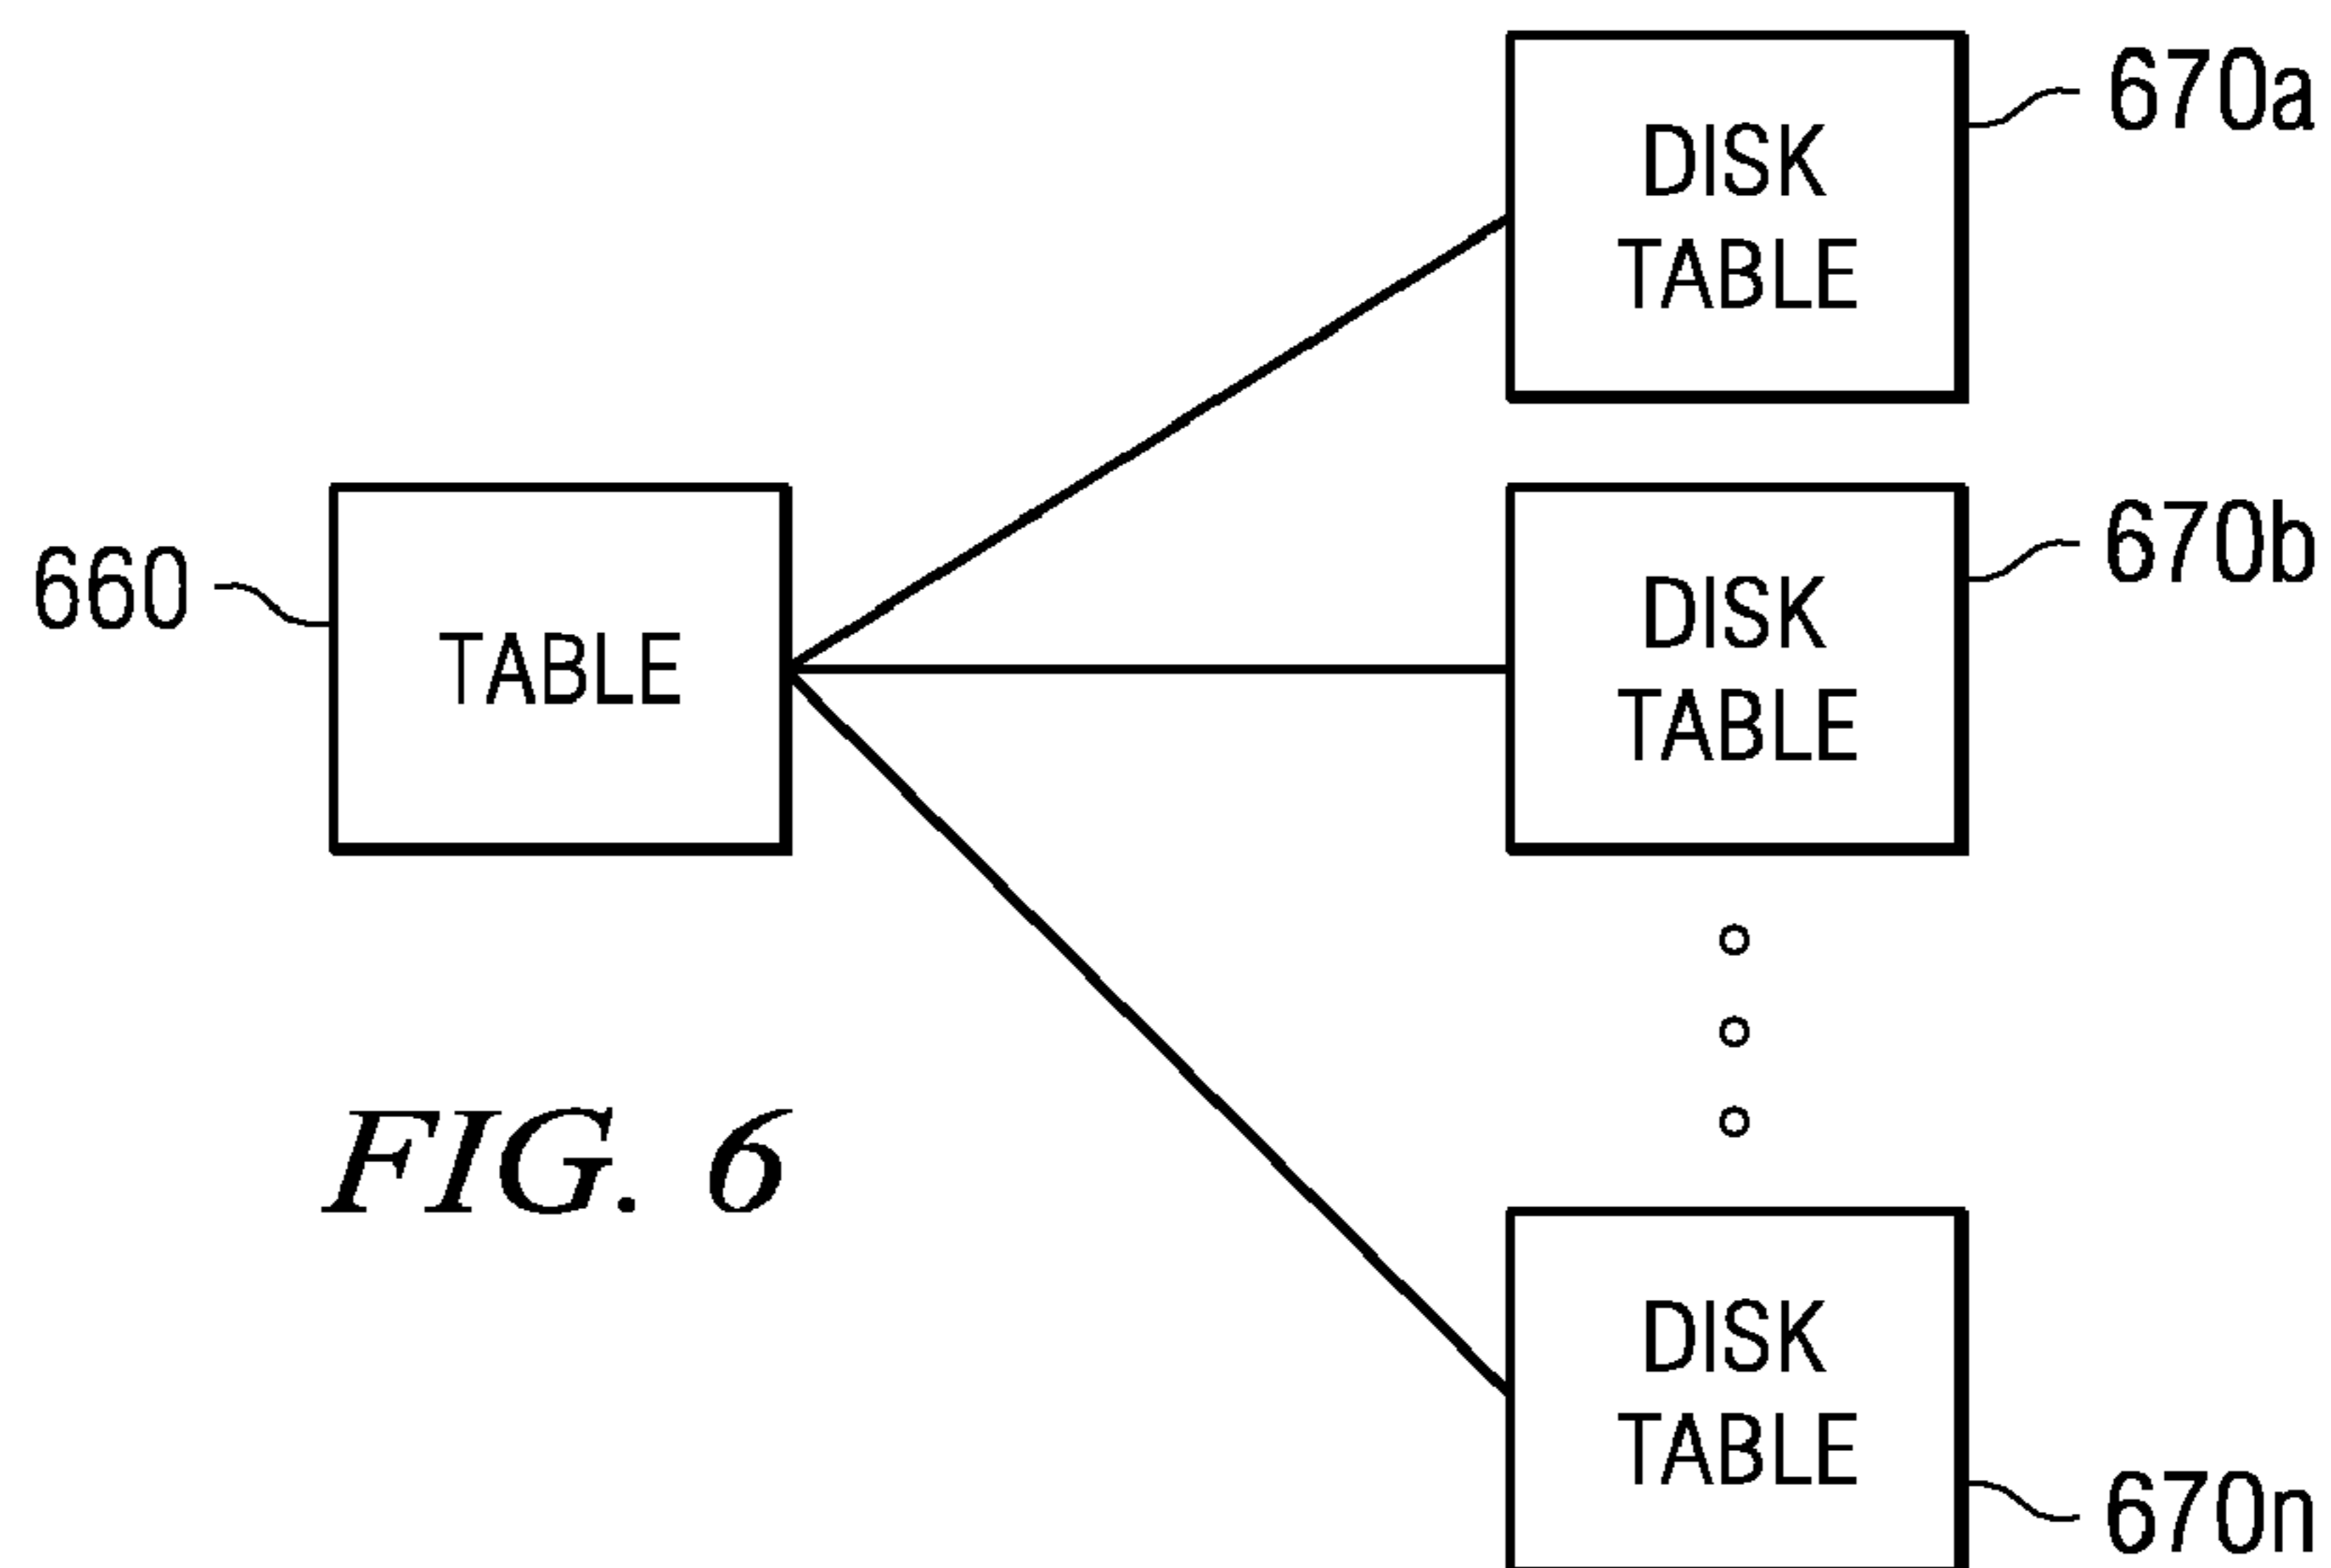 670a
DISK
TABLE
670b
660
DISK
TABLE
TABLE
FIG. 6
DISK
TABLE
670n